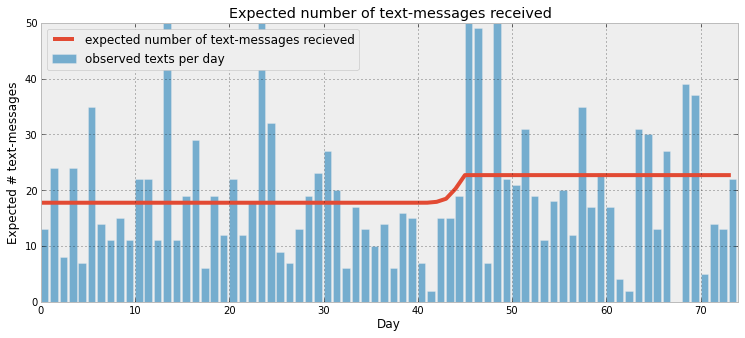 Expected number of text-messages received
expected number of text-messages recieved
observed texts per day
Expected # text-messages
50
40
30
20
10
0
0 10 20 30 40 50 60 70
Day